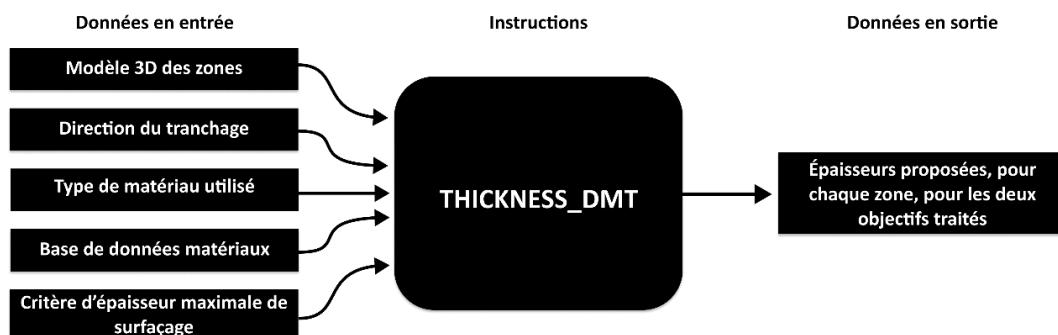 Données en entrée
Instructions
Données en sortie
Modèle 3D des zones
Direction du tranchage
Type de matériau utilisé
Base de données matériaux
Critère d'épaisseur maximale de
surfaçage
THICKNESS_DMT
Épaisseurs proposées, pour
chaque zone, pour les deux
objectifs traités